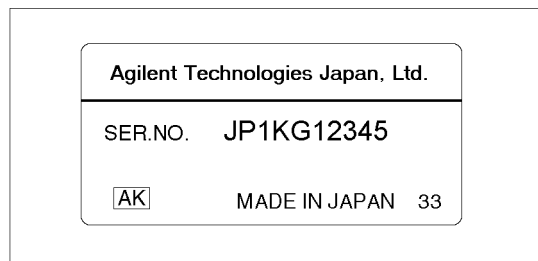 Agilent Technologies Japan, Ltd.
SER.NO. JP1KG12345
AK MADE IN JAPAN 33